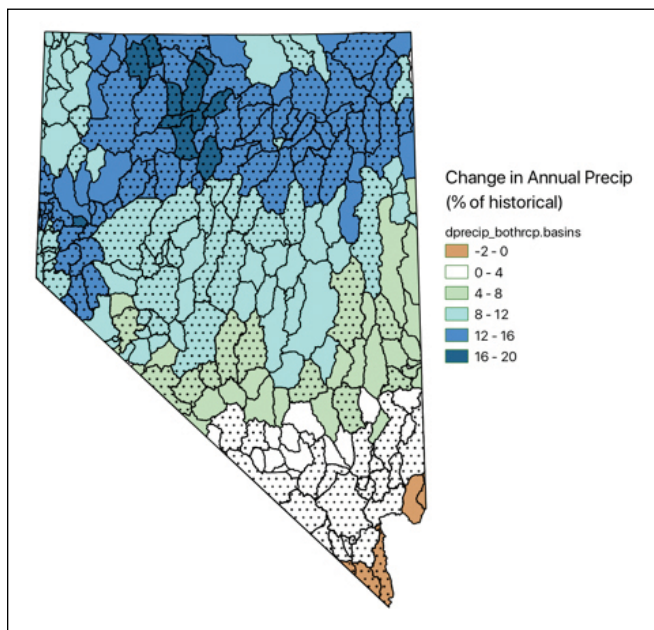 Change in Annual Precip
(% of historical)
dprecip_bothrcp.basins
-2 - 0
0 - 4
4 - 8
8 - 12
12 - 16
16 - 20